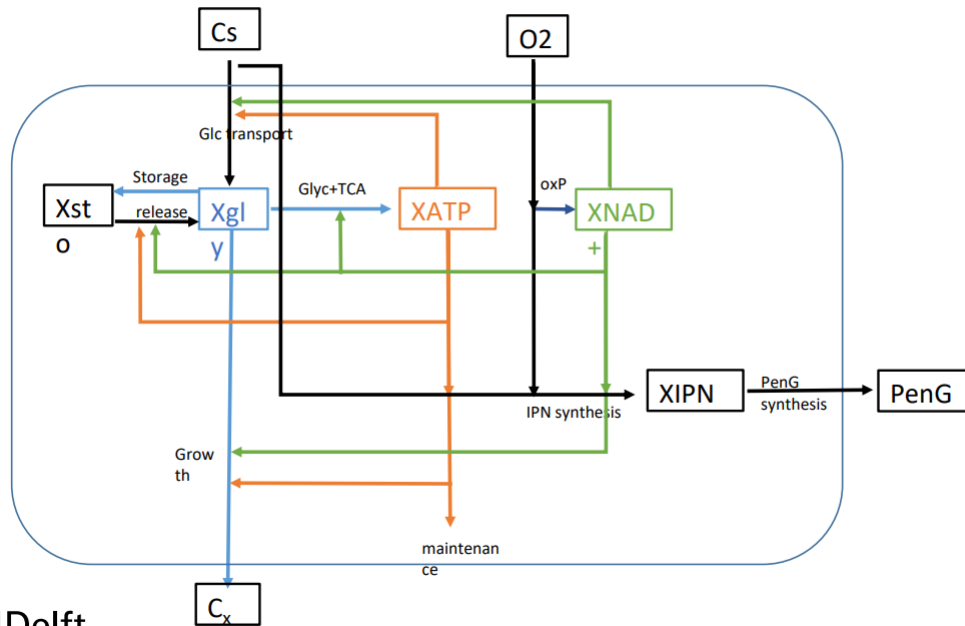 Cs
O2
Glc transport
Storage
Glyc+TCA
oxP
Xst
o
release
Xgl
y
XATP
XNAD
+
XIPN
PenG
synthesis
PenG
IPN synthesis
Grow
th
maintenan
ce
Cx
Delft